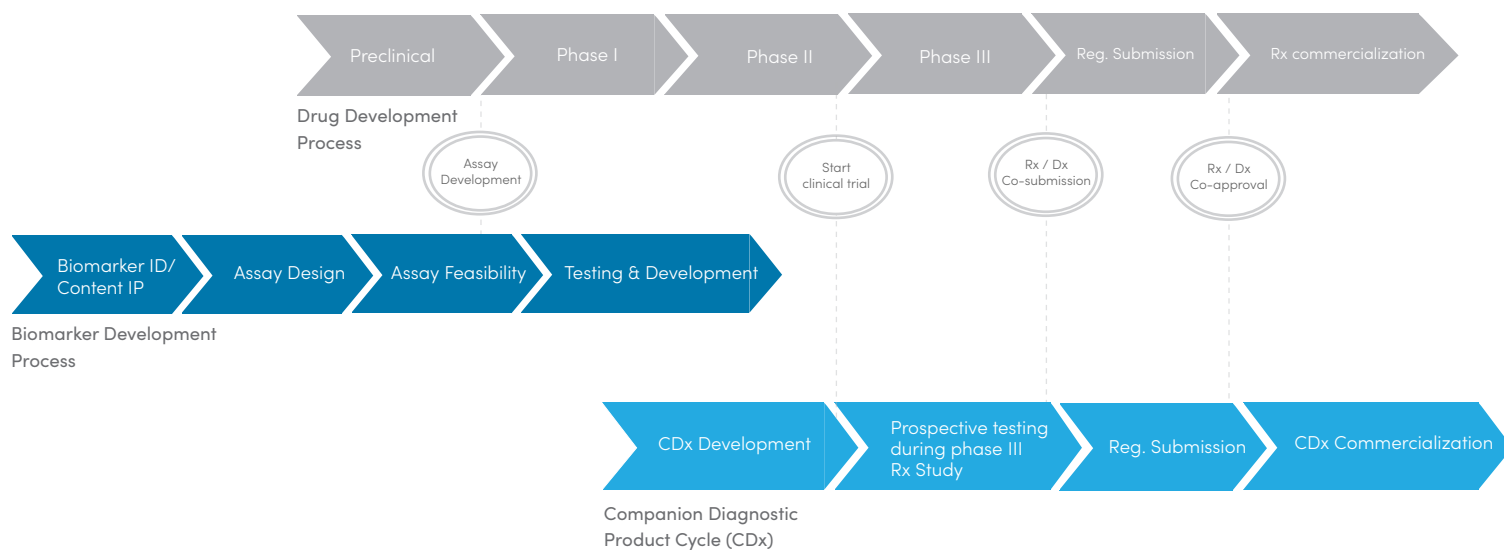 Preclinical
Phase I
Phase II
Phase III
Reg. Submission
Rx commercialization
Drug Development
Process
Assay
Development
Start
clinical trial
Rx / Dx
Co-submission
Rx / Dx
Co-approval
Biomarker ID/
Content IP
Assay Design
Assay Feasibility
Testing & Development
Biomarker Development
Process
CDx Development
Prospective testing
during phase III
Rx Study
Reg. Submission
CDx Commercialization
Companion Diagnostic
Product Cycle (CDx)